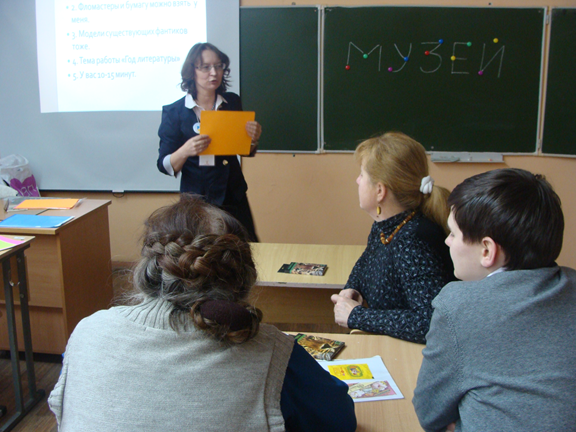 2. Фломастеры и бумагу можно взять у
меня.
3. Модели существующих фантиков
тоже.
4. Тема работы «Год литературы»
5. У вас 10-15 минут.
МУЗЕЙ